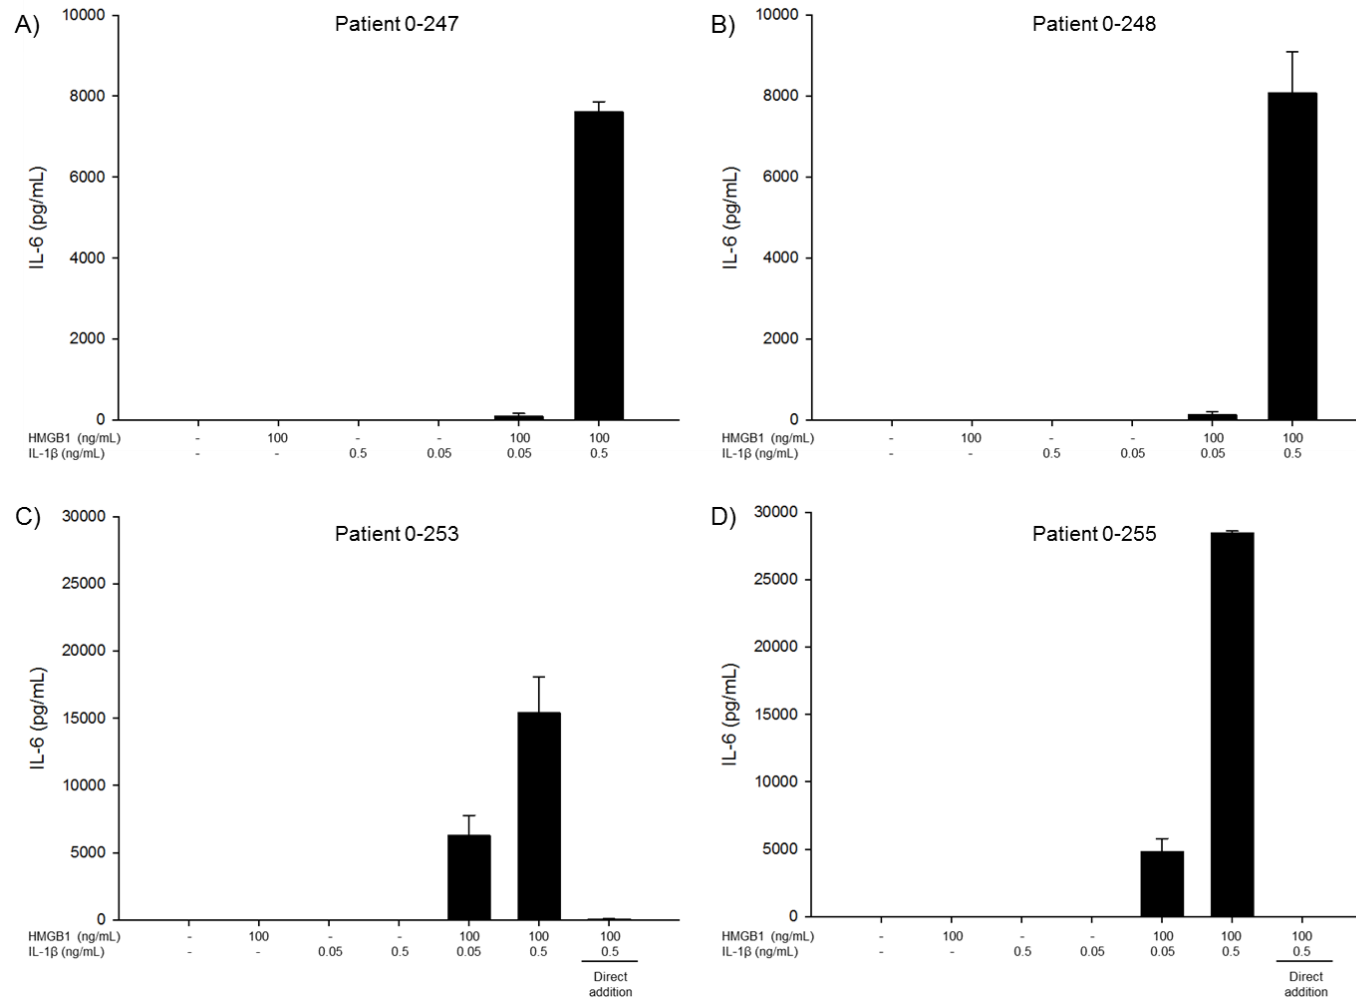 A)
Patient 0-247
IL-6 (pg/mL)
10000
8000
6000
4000
2000
0
HMGB1 (ng/mL) - 100 - - 100 100
IL-1β (ng/mL) - - 0.5 0.05 0.05 0.5
B)
Patient 0-248
IL-6 (pg/mL)
10000
8000
6000
4000
2000
0
HMGB1 (ng/mL) - 100 - - 100 100
IL-1β (ng/mL) - - 0.5 0.05 0.05 0.5
C)
Patient 0-253
IL-6 (pg/mL)
30000
25000
20000
15000
10000
5000
0
HMGB1 (ng/mL) - 100 - - 100 100 100
IL-1β (ng/mL) - - 0.05 0.5 0.05 0.5 0.5
Direct
addition
D)
Patient 0-255
IL-6 (pg/mL)
30000
25000
20000
15000
10000
5000
0
HMGB1 (ng/mL) - 100 - - 100 100 100
IL-1β (ng/mL) - - 0.5 0.05 0.05 0.5 0.5
Direct
addition